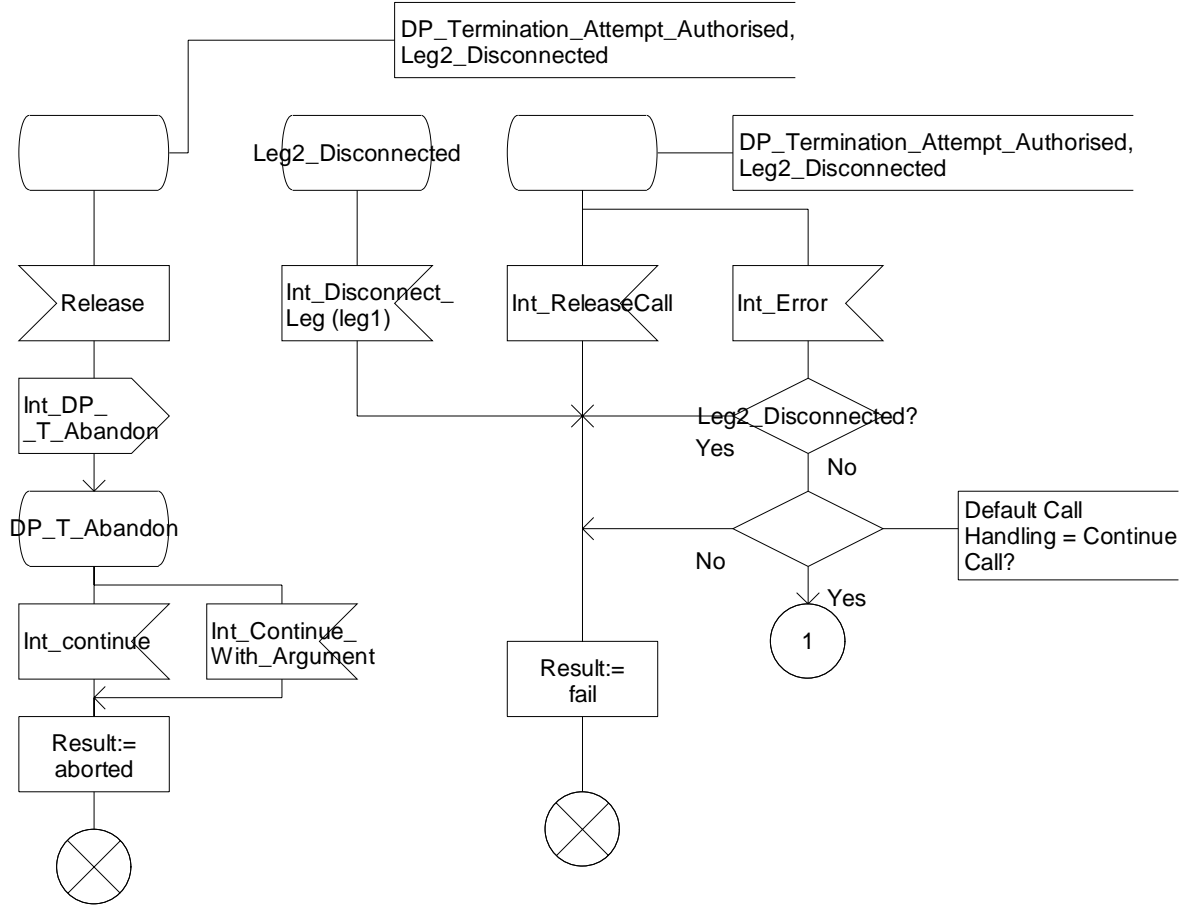 DP_Termination_Attempt_Authorised,
Leg2_Disconnected
Leg2_Disconnected
DP_Termination_Attempt_Authorised,
Leg2_Disconnected
Release
Int_Disconnect_
Leg (leg1)
Int_ReleaseCall
Int_Error
Int_DP_
_T_Abandon
Leg2_Disconnected?
Yes
No
DP_T_Abandon
Default Call
Handling = Continue
Call?
No
Yes
Int_continue
Int_Continue_
With_Argument
1
Result:=
fail
Result:=
aborted